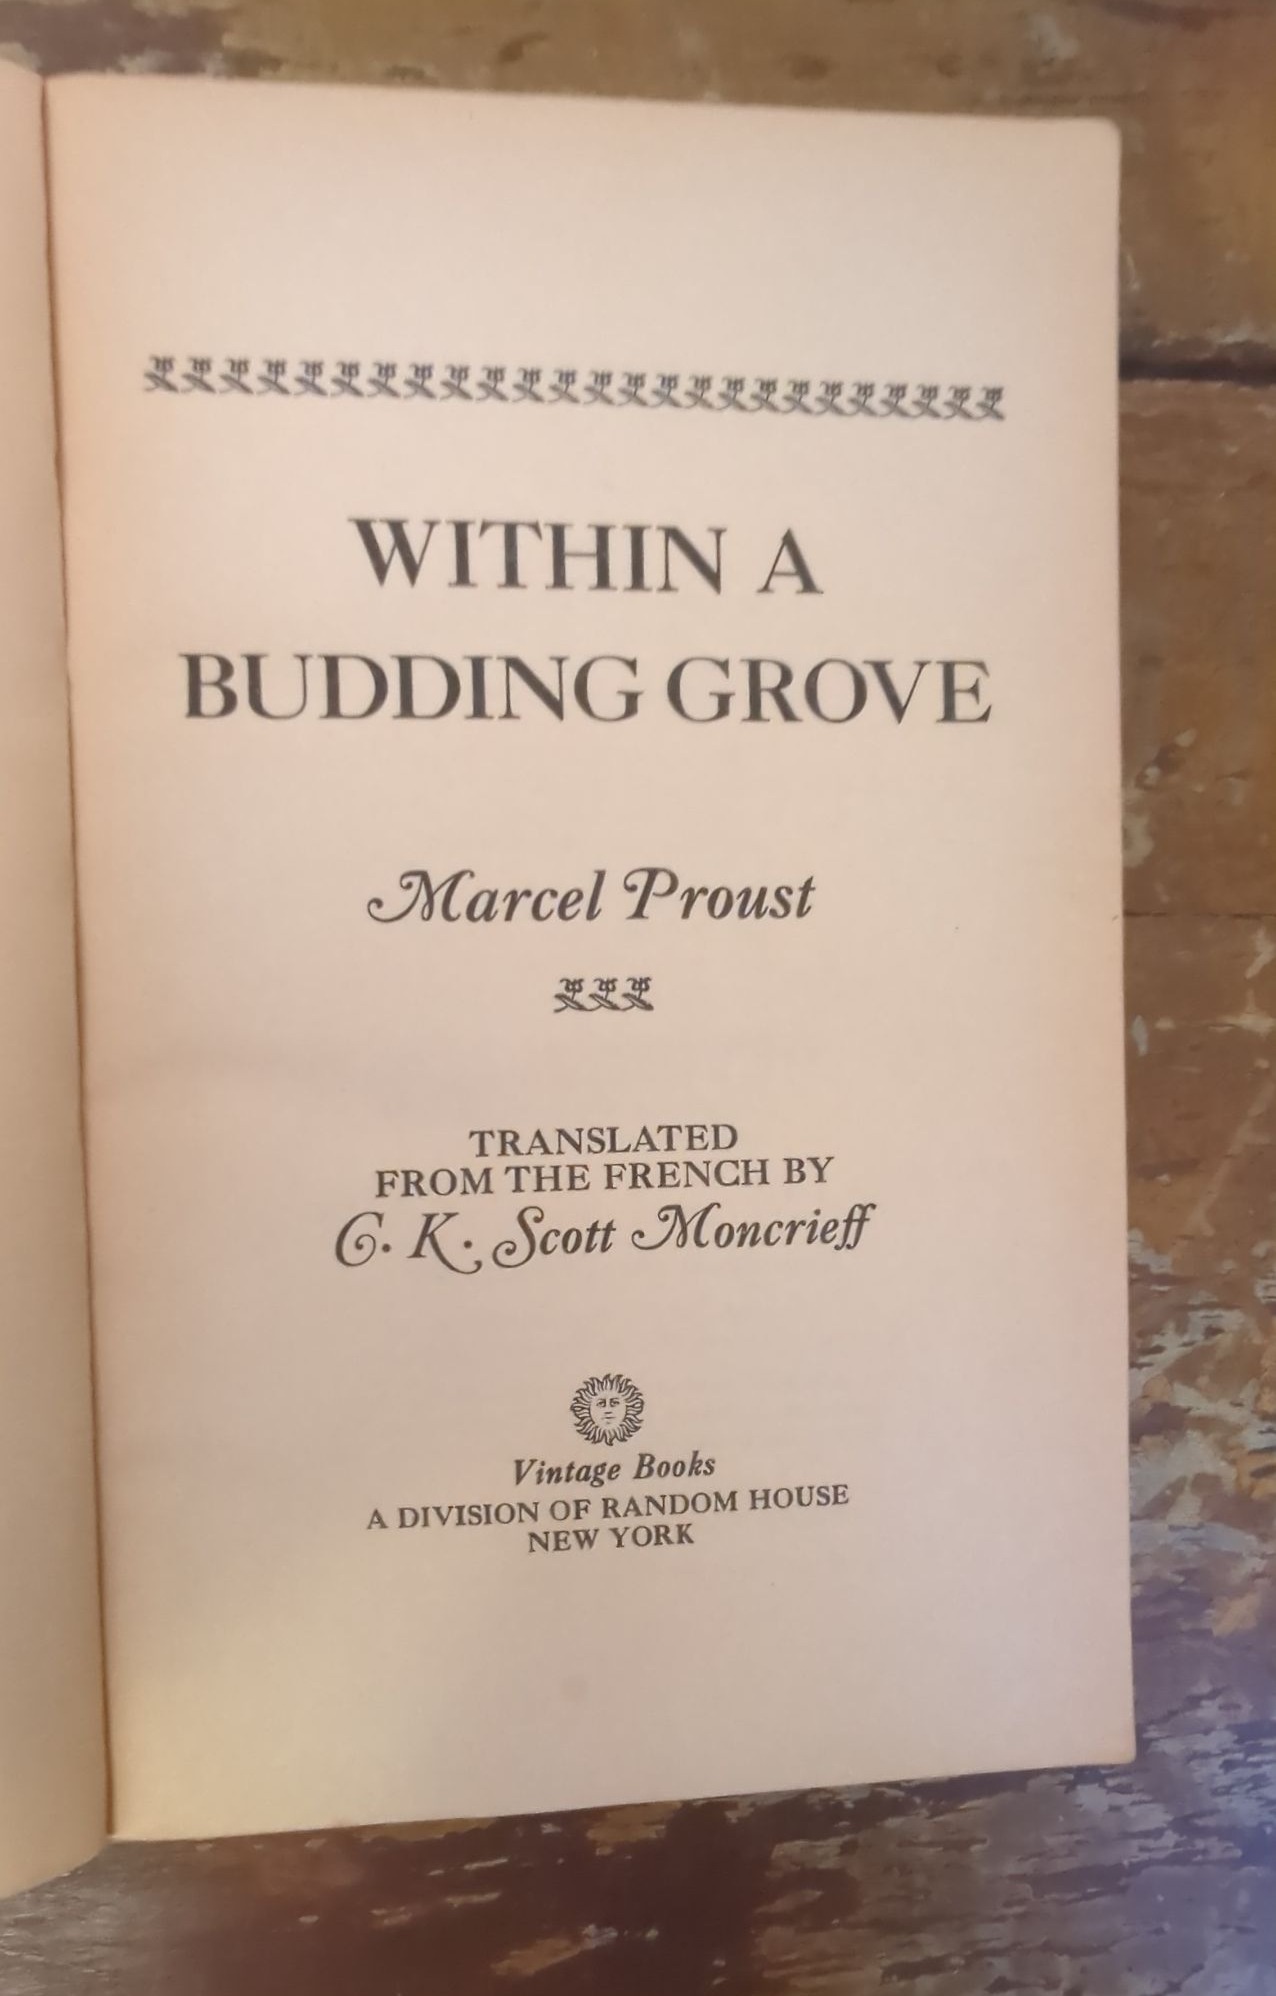 WITHIN A
BUDDING GROVE
Marcel Proust
TRANSLATED
FROM THE FRENCH BY
C. K. Scott Moncrieff
Vintage Books
A DIVISION OF RANDOM HOUSE
NEW YORK